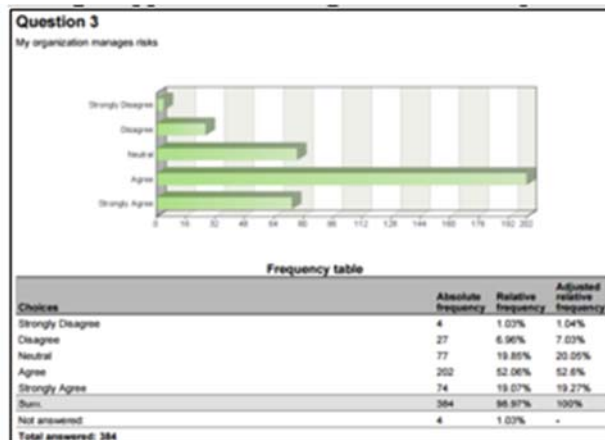 Question 3
My organization manages risks
Strongly Disagree
Disagree
Neutral
Agree
Strongly Agree
0 16 32 48 64 80 96 112 128 144 160 176 192 202
Frequency table
Choices Absolute frequency Relative frequency Adjusted relative frequency
Strongly Disagree 4 1.03% 1.04%
Disagree 27 6.96% 7.03%
Neutral 77 19.85% 20.05%
Agree 202 52.06% 52.6%
Strongly Agree 74 19.07% 19.27%
Sum: 384 98.97% 100%
Not answered: 4 1.03% -
Total answered: 384